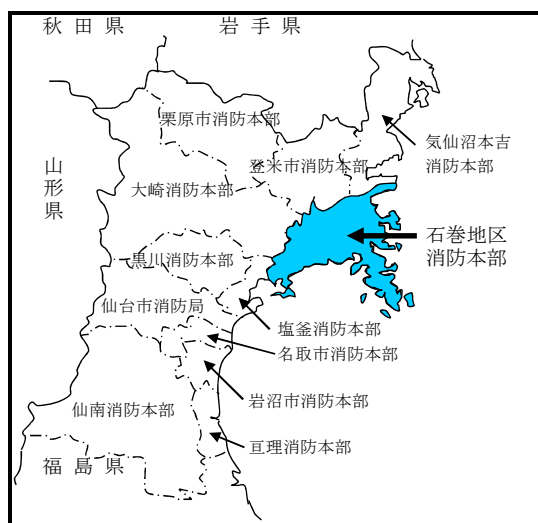 秋田県
岩手県
栗原市消防本部
気仙沼本吉
消防本部
登米市消防本部
山形県
大崎消防本部
石巻地区
消防本部
黒川消防本部
仙台市消防局
塩釜消防本部
名取市消防本部
岩沼市消防本部
仙南消防本部
亘理消防本部
福島県